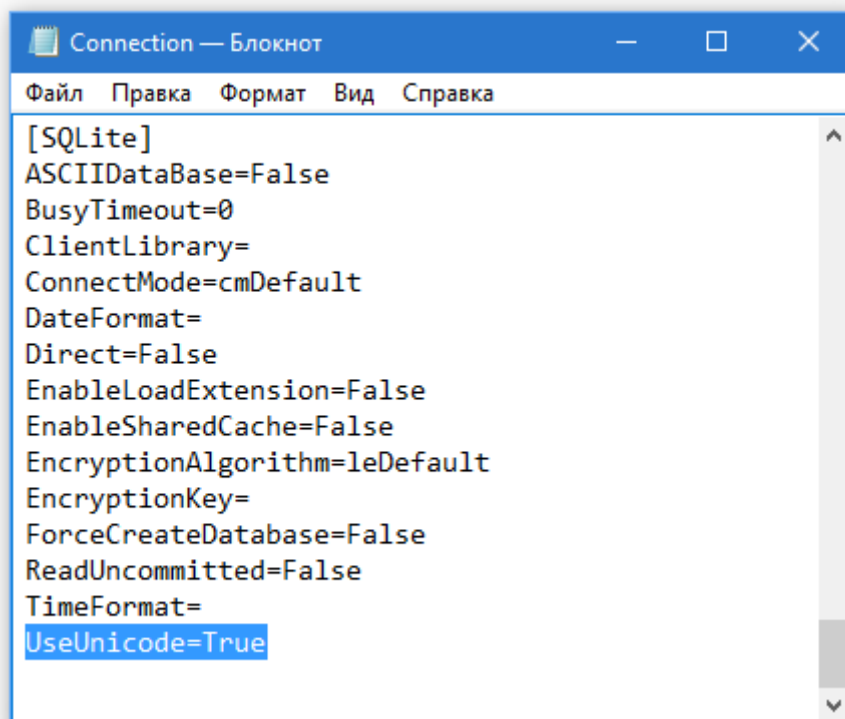 Connection — Блокнот
Файл Правка Формат Вид Справка
[SQLite]
ASCIIDataBase=False
BusyTimeout=0
ClientLibrary=
ConnectMode=cmDefault
DateFormat=
Direct=False
EnableLoadExtension=False
EnableSharedCache=False
EncryptionAlgorithm=leDefault
EncryptionKey=
ForceCreateDatabase=False
ReadUncommitted=False
TimeFormat=
UseUnicode=True